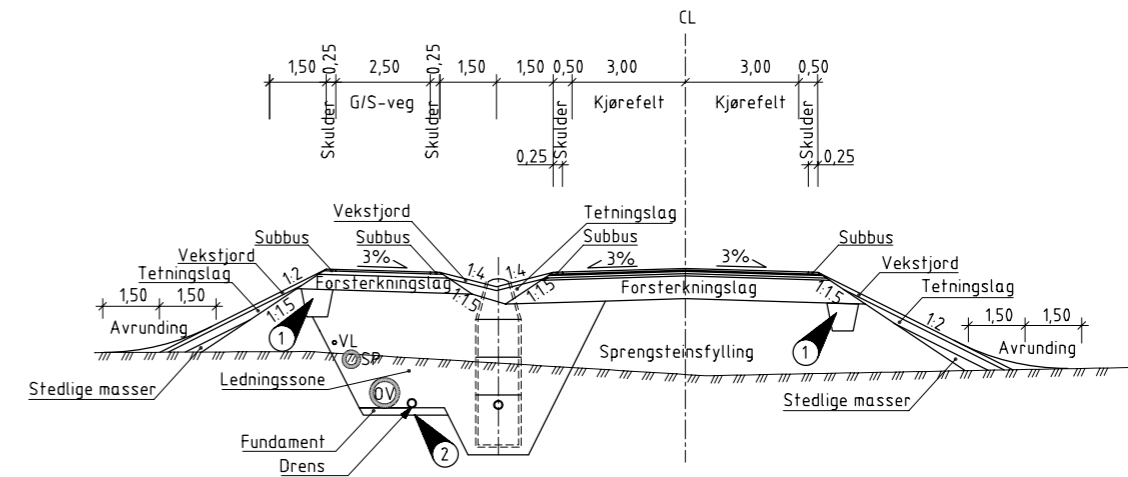 CL
1,50 0,25 2,50 0,25 1,50 1,50 0,50 3,00 3,00 0,50
Skulder G/S-veg Skulder Skulder Kjørefelt Kjørefelt Skulder
0,25 0,25
Vekstjord Tetningslag
Subbus Subbus Subbus Subbus
Vekstjord 3% 1:4 1:4 3% 3% Vekstjord
Tetningslag 1:2 Forsterkningslag 1:1.5 1:1.5 Forsterkningslag 1:1.5 Tetningslag
1,50 1,50 1:1.5 1:2 1,50 1,50
Avrunding 1 VL 1 Avrunding
SP Sprengsteinsfylling
Stedlige masser Ledningssone Stedlige masser
OV
Fundament 2
Drens